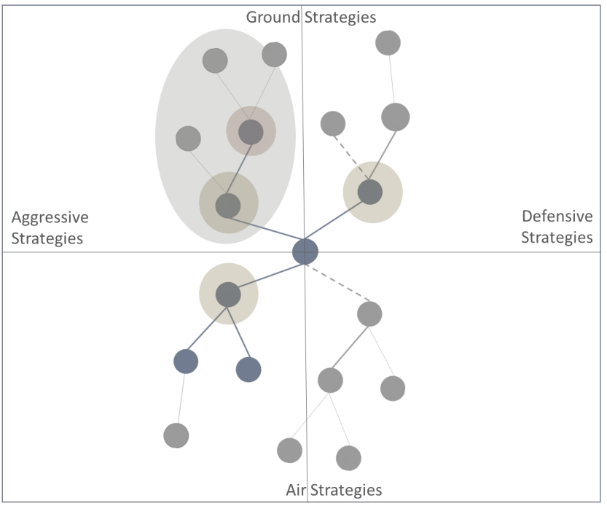 Ground Strategies
Aggressive
Strategies
Defensive
Strategies
Air Strategies